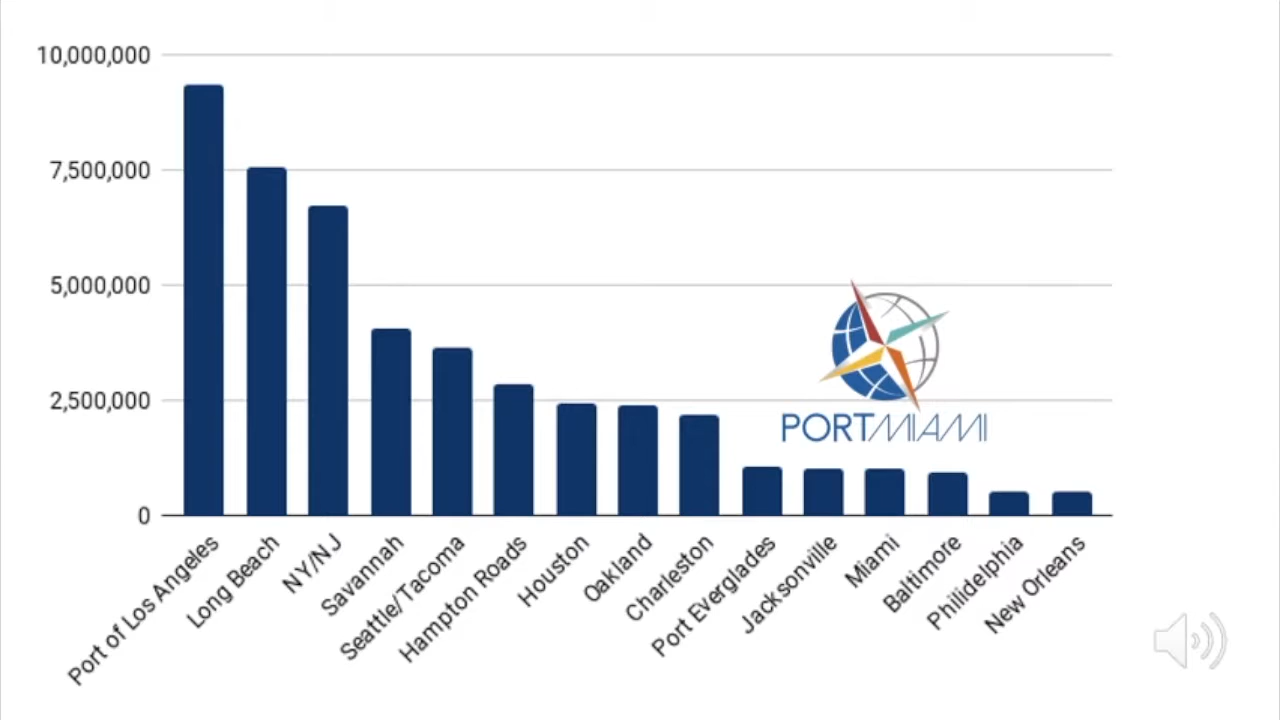 10,000,000
7,500,000
5,000,000
2,500,000
0
PORTMIAMI
Port of Los Angeles
Long Beach
NY/NJ
Savannah
Seattle/Tacoma
Hampton Roads
Houston
Oakland
Charleston
Port Everglades
Jacksonville
Miami
Baltimore
Philidelphia
New Orleans